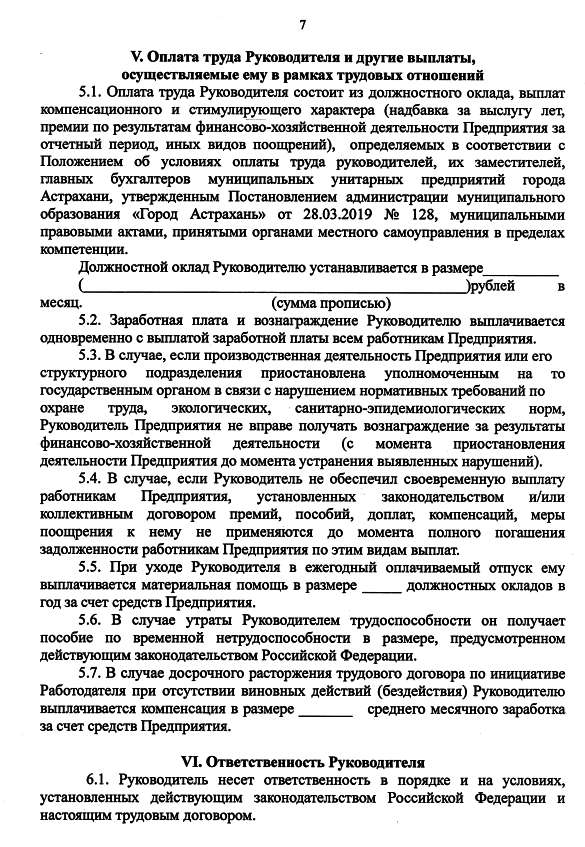 7
V. Оплата труда Руководителя и другие выплаты,
осуществляемые ему в рамках трудовых отношений
5.1. Оплата труда Руководителя состоит из должностного оклада, выплат
компенсационного и стимулирующего характера (надбавка за выслугу лет,
премии по результатам финансово-хозяйственной деятельности Предприятия за
отчетный период, иных видов поощрений), определяемых в соответствии с
Положением об условиях оплаты труда руководителей, их заместителей,
главных бухгалтеров муниципальных унитарных предприятий города
Астрахани, утвержденным Постановлением администрации муниципального
образования «Город Астрахань» от 28.03.2019 № 128, муниципальными
правовыми актами, принятыми органами местного самоуправления в пределах
компетенции.
Должностной оклад Руководителю устанавливается в размере___________
(_______________________________________________________)рублей в
месяц. (сумма прописью)
5.2. Заработная плата и вознаграждение Руководителю выплачивается
одновременно с выплатой заработной платы всем работникам Предприятия.
5.3. В случае, если производственная деятельность Предприятия или его
структурного подразделения приостановлена уполномоченным на то
государственным органом в связи с нарушением нормативных требований по
охране труда, экологических, санитарно-эпидемиологических норм,
Руководитель Предприятия не вправе получать вознаграждение за результаты
финансово-хозяйственной деятельности (с момента приостановления
деятельности Предприятия до момента устранения выявленных нарушений).
5.4. В случае, если Руководитель не обеспечил своевременную выплату
работникам Предприятия, установленных законодательством и/или
коллективным договором премий, пособий, доплат, компенсаций, меры
поощрения к нему не применяются до момента полного погашения
задолженности работникам Предприятия по этим видам выплат.
5.5. При уходе Руководителя в ежегодный оплачиваемый отпуск ему
выплачивается материальная помощь в размере _____ должностных окладов в
год за счет средств Предприятия.
5.6. В случае утраты Руководителем трудоспособности он получает
пособие по временной нетрудоспособности в размере, предусмотренном
действующим законодательством Российской Федерации.
5.7. В случае досрочного расторжения трудового договора по инициативе
Работодателя при отсутствии виновных действий (бездействия) Руководителю
выплачивается компенсация в размере _______ среднего месячного заработка
за счет средств Предприятия.
VI. Ответственность Руководителя
6.1. Руководитель несет ответственность в порядке и на условиях,
установленных действующим законодательством Российской Федерации и
настоящим трудовым договором.